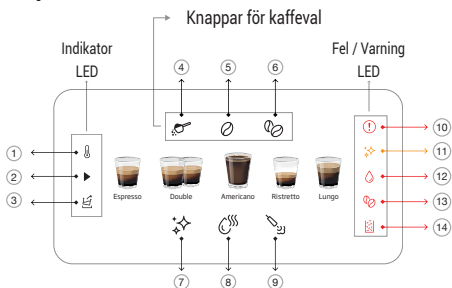 Knappar för kaffeval
Indikator
LED
Fel / Varning
LED
4
5
6
1
2
3
10
11
12
13
14
Espresso
Double
Americano
Ristretto
Lungo
7
8
9